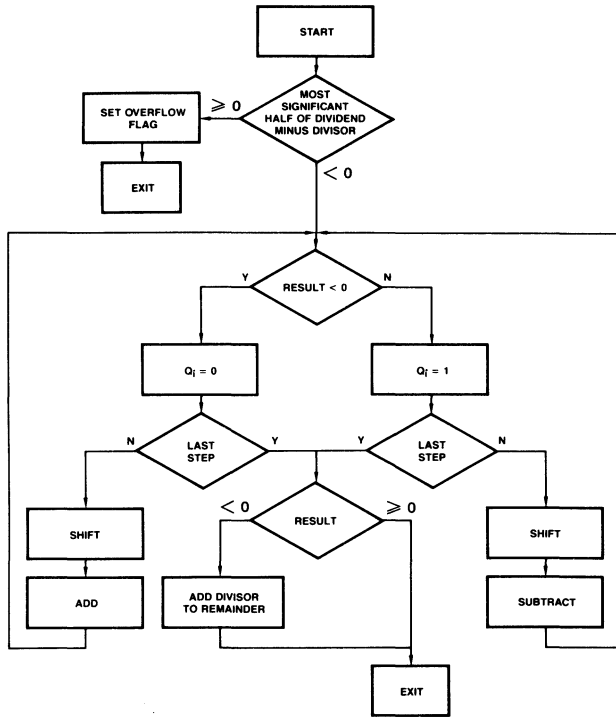 START
MOST
SIGNIFICANT
HALF OF DIVIDEND
MINUS DIVISOR
≥ 0
SET OVERFLOW
FLAG
EXIT
< 0
Y
RESULT < 0
N
Qi = 0
Qi = 1
N
LAST
STEP
Y
Y
LAST
STEP
N
SHIFT
< 0
RESULT
≥ 0
SHIFT
ADD
ADD DIVISOR
TO REMAINDER
SUBTRACT
EXIT